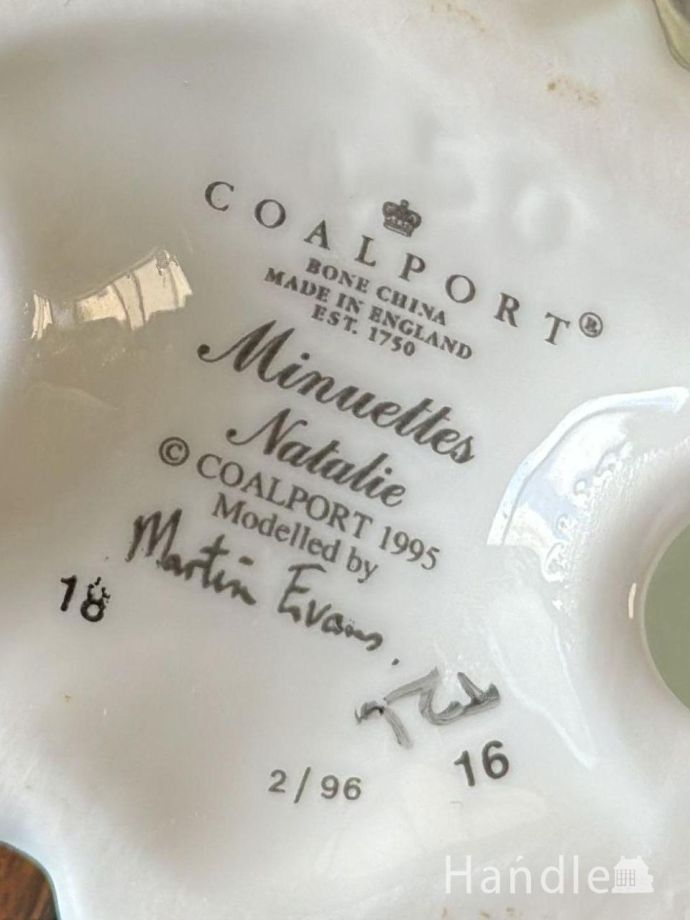 COALPORT®
BONE CHINA
MADE IN ENGLAND
EST. 1750
Minuettes
Natalie
© COALPORT 1995
Modelled by
Martin Evans.
18
16
2/96
Handle